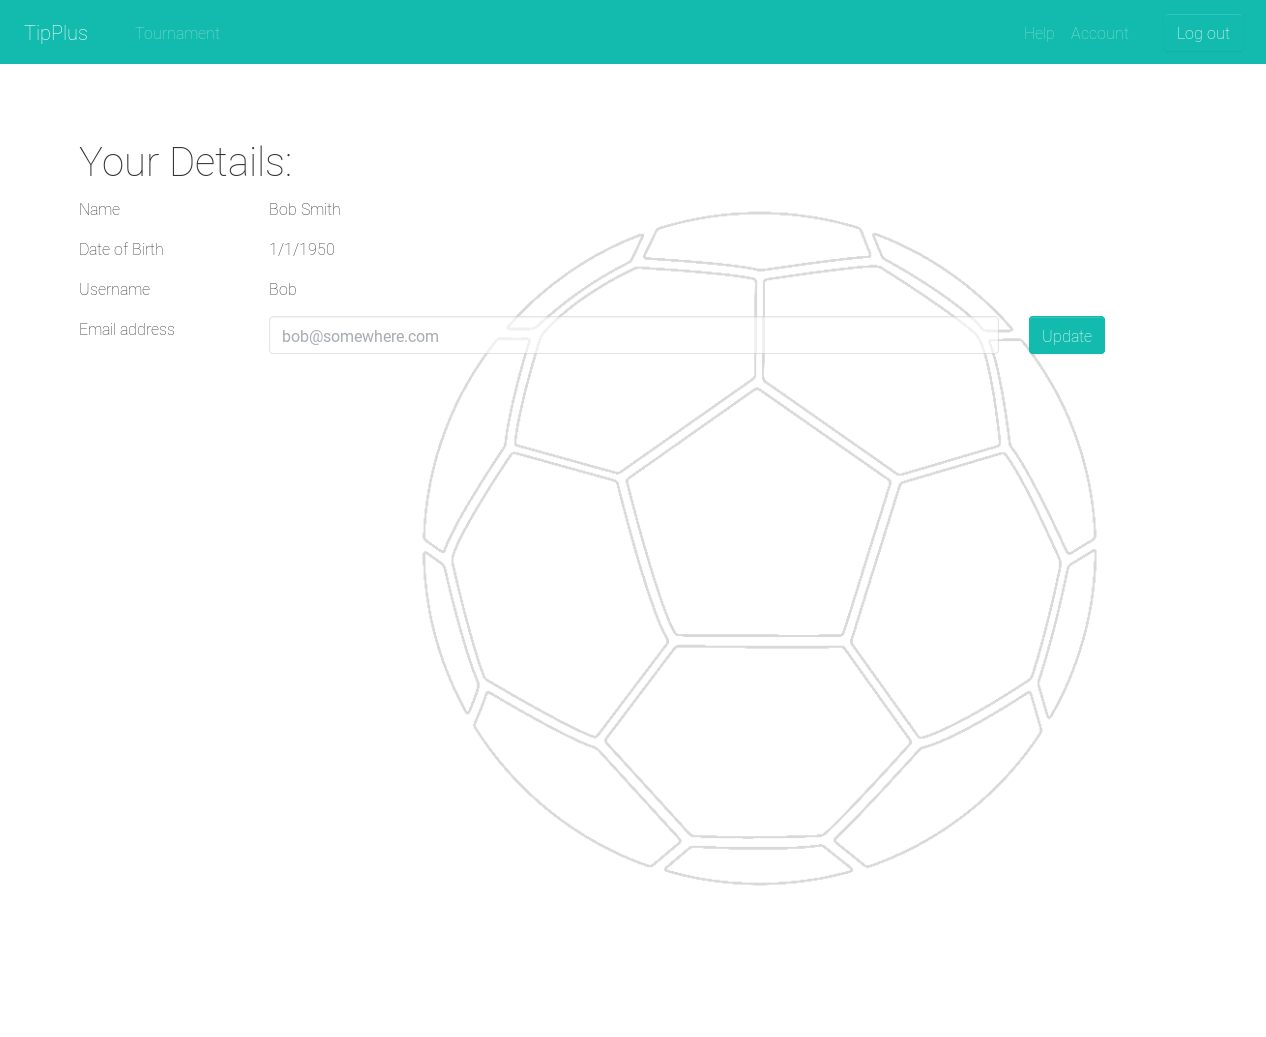 TipPlus Tournament Help Account Log out
Your Details:
Name Bob Smith
Date of Birth 1/1/1950
Username Bob
Email address bob@somewhere.com Update